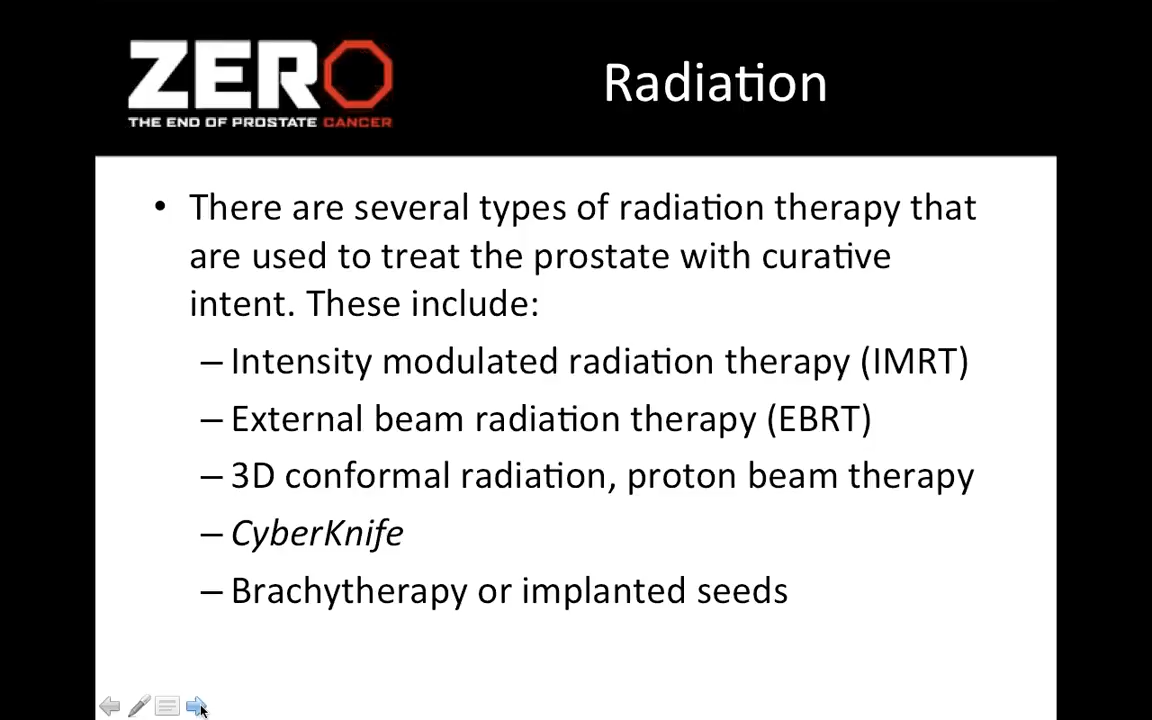 ZERO
THE END OF PROSTATE CANCER
Radiation
• There are several types of radiation therapy that
are used to treat the prostate with curative
intent. These include:
– Intensity modulated radiation therapy (IMRT)
– External beam radiation therapy (EBRT)
– 3D conformal radiation, proton beam therapy
– CyberKnife
– Brachytherapy or implanted seeds